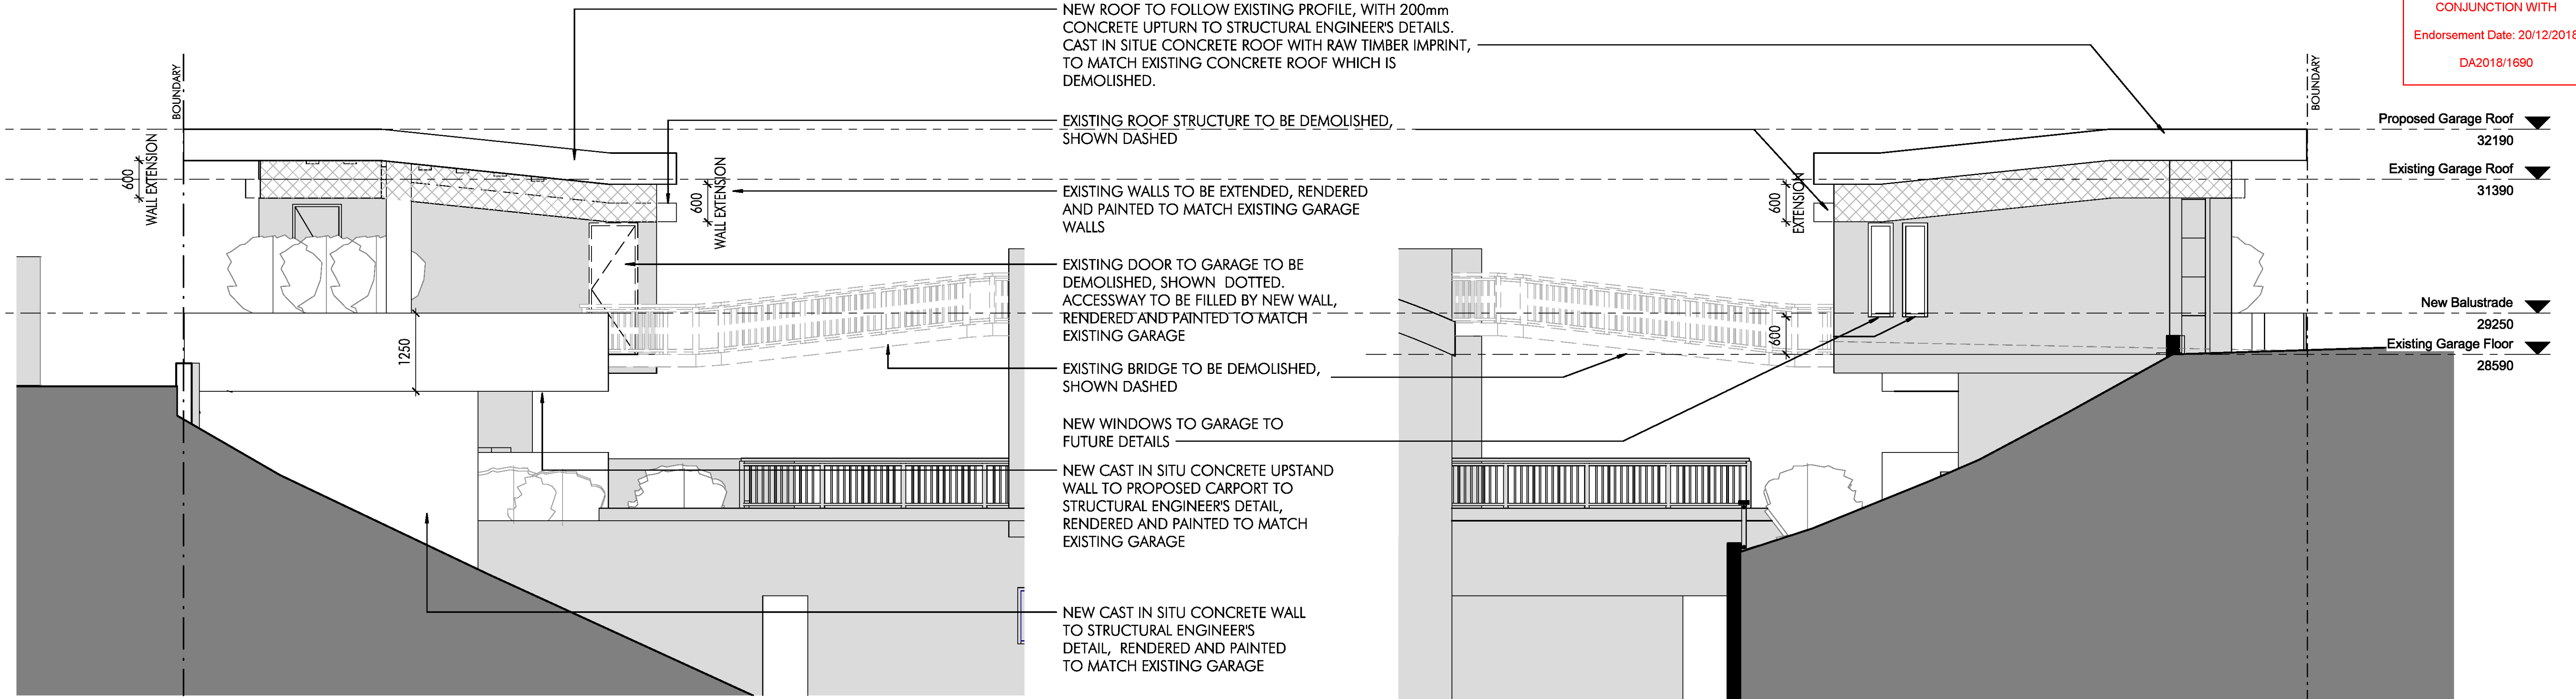 NEW ROOF TO FOLLOW EXISTING PROFILE, WITH 200mm
CONCRETE UPTURN TO STRUCTURAL ENGINEER'S DETAILS.
CAST IN SITUE CONCRETE ROOF WITH RAW TIMBER IMPRINT,
TO MATCH EXISTING CONCRETE ROOF WHICH IS
DEMOLISHED.
CONJUNCTION WITH
Endorsement Date: 20/12/2018
DA2018/1690
BOUNDARY
BOUNDARY
EXISTING ROOF STRUCTURE TO BE DEMOLISHED,
SHOWN DASHED
Proposed Garage Roof
32190
Existing Garage Roof
31390
600
WALL EXTENSION
600
WALL EXTENSION
EXISTING WALLS TO BE EXTENDED, RENDERED
AND PAINTED TO MATCH EXISTING GARAGE
WALLS
600
EXTENSION
EXISTING DOOR TO GARAGE TO BE
DEMOLISHED, SHOWN DOTTED.
ACCESSWAY TO BE FILLED BY NEW WALL,
RENDERED AND PAINTED TO MATCH
EXISTING GARAGE
New Balustrade
29250
600
1250
Existing Garage Floor
28590
EXISTING BRIDGE TO BE DEMOLISHED,
SHOWN DASHED
NEW WINDOWS TO GARAGE TO
FUTURE DETAILS
NEW CAST IN SITU CONCRETE UPSTAND
WALL TO PROPOSED CARPORT TO
STRUCTURAL ENGINEER'S DETAIL,
RENDERED AND PAINTED TO MATCH
EXISTING GARAGE
NEW CAST IN SITU CONCRETE WALL
TO STRUCTURAL ENGINEER'S
DETAIL, RENDERED AND PAINTED
TO MATCH EXISTING GARAGE